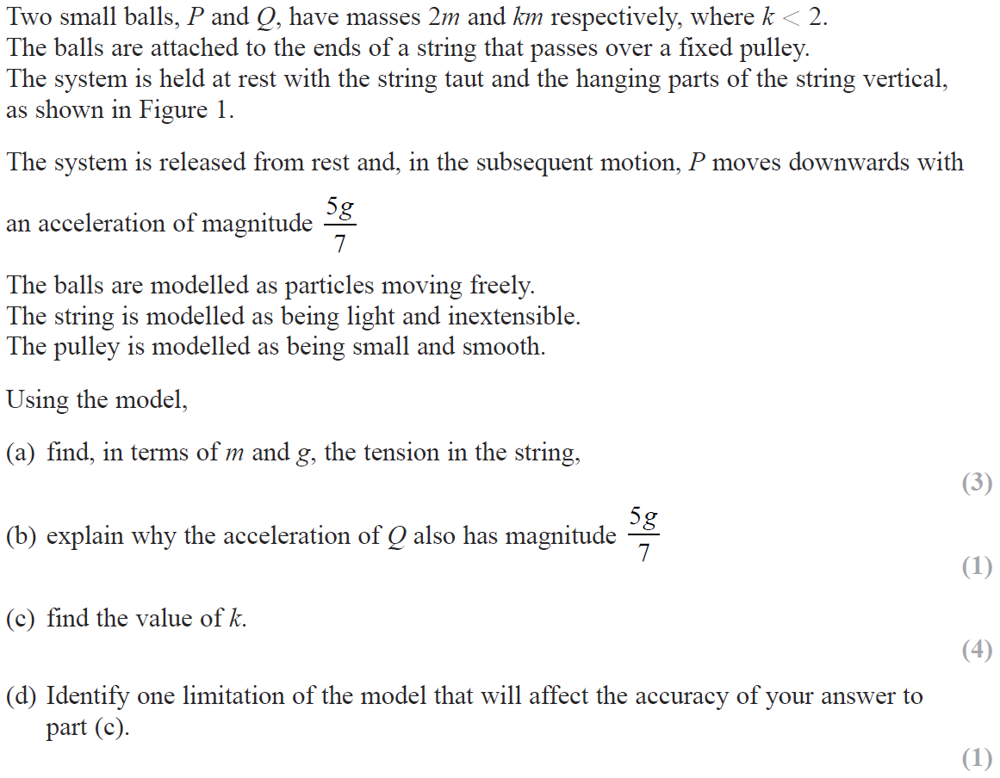 Two small balls, P and Q, have masses 2m and km respectively, where k < 2.
The balls are attached to the ends of a string that passes over a fixed pulley.
The system is held at rest with the string taut and the hanging parts of the string vertical,
as shown in Figure 1.
The system is released from rest and, in the subsequent motion, P moves downwards with
an acceleration of magnitude 5g/7
The balls are modelled as particles moving freely.
The string is modelled as being light and inextensible.
The pulley is modelled as being small and smooth.
Using the model,
(a) find, in terms of m and g, the tension in the string,
(3)
(b) explain why the acceleration of Q also has magnitude 5g/7
(1)
(c) find the value of k.
(4)
(d) Identify one limitation of the model that will affect the accuracy of your answer to
part (c).
(1)